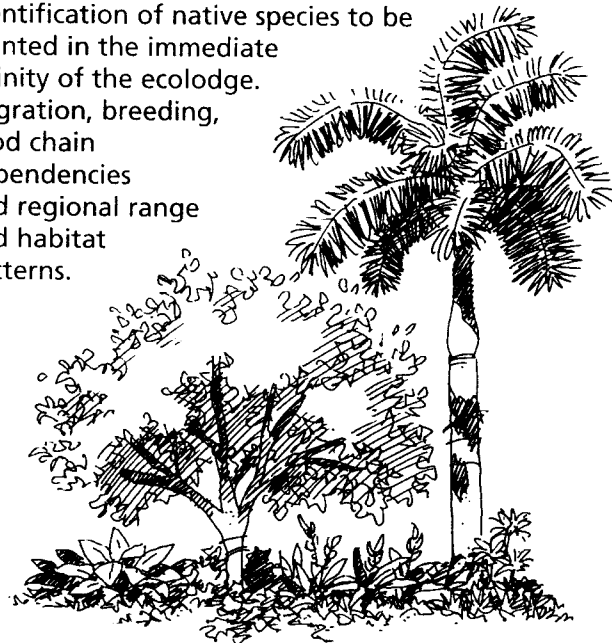 entification of native species to be
nted in the immediate
inity of the ecolodge.
gration, breeding,
od chain
pendencies
d regional range
d habitat
tterns.